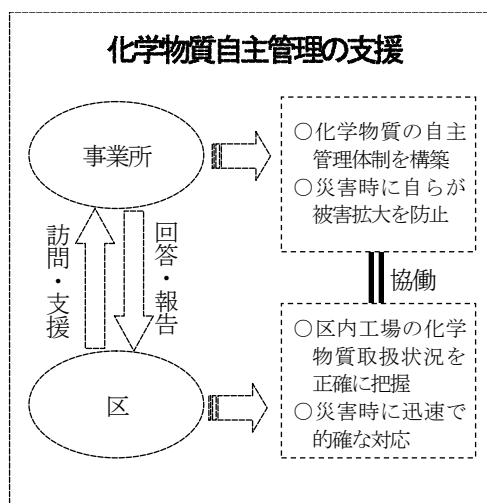 化学物質自主管理の支援
事業所
○化学物質の自主
管理体制を構築
○災害時に自らが
被害拡大を防止
訪問・支援
回答・報告
協働
区
○区内工場の化学
物質取扱状況を
正確に把握
○災害時に迅速で
的確な対応